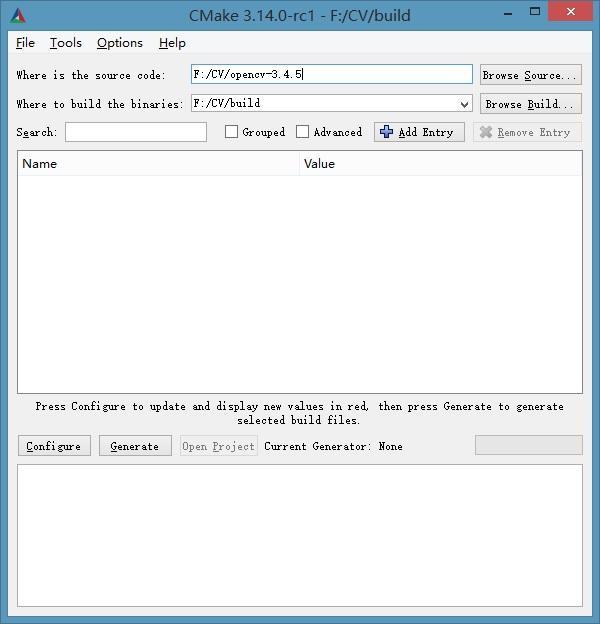 CMake 3.14.0-rc1 - F:/CV/build
File Tools Options Help
Where is the source code: F:/CV/opencv-3.4.5 Browse Source...
Where to build the binaries: F:/CV/build Browse Build...
Search: Grouped Advanced Add Entry Remove Entry
Name Value
Press Configure to update and display new values in red, then press Generate to generate
selected build files.
Configure Generate Open Project Current Generator: None